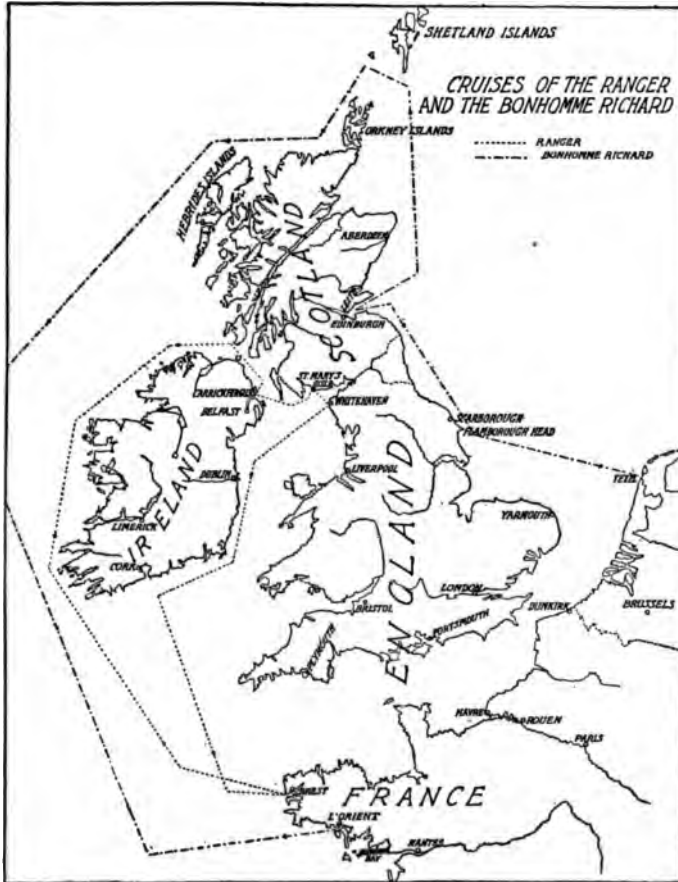 SHETLAND ISLANDS
CRUISES OF THE RANGER
AND THE BONHOMME RICHARD
RANGER
BONHOMME RICHARD
ORKNEY ISLANDS
HEBRIDES ISLANDS
SCOTLAND
ABERDEEN
LEITH
EDINBURGH
ST. MARY'S
ISLE
CARRICKFERGUS
BELFAST
WHITEHAVEN
SCARBOROUGH
FLAMBOROUGH HEAD
TEXEL
DUBLIN
LIVERPOOL
IRELAND
ENGLAND
YARMOUTH
LIMERICK
CORK
LONDON
BRISTOL
PORTSMOUTH
DUNKIRK
BRUSSELS
PLYMOUTH
HAVRE
ROUEN
PARIS
BREST
FRANCE
L'ORIENT
BAY
NANTES